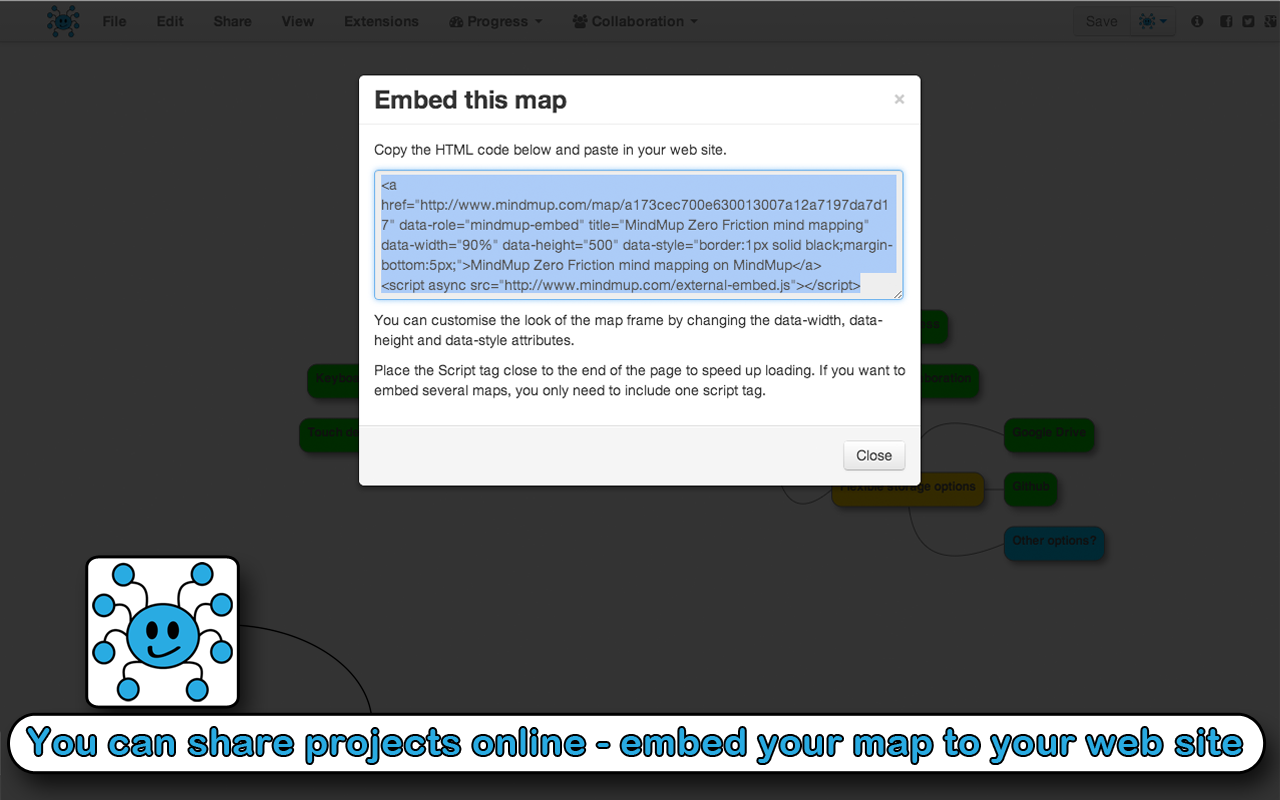 File Edit Share View Extensions Progress Collaboration Save
Embed this map ×
Copy the HTML code below and paste in your web site.
<a
href="http://www.mindmup.com/map/a173cec700e630013007a12a7197da7d1
7" data-role="mindmup-embed" title="MindMup Zero Friction mind mapping"
data-width="90%" data-height="500" data-style="border:1px solid black;margin-
bottom:5px;">MindMup Zero Friction mind mapping on MindMup</a>
<script async src="http://www.mindmup.com/external-embed.js"></script>
You can customise the look of the map frame by changing the data-width, data-
height and data-style attributes.
Place the Script tag close to the end of the page to speed up loading. If you want to
embed several maps, you only need to include one script tag.
Close
Touch
Google Drive
Flexible storage options
Github
Other options?
You can share projects online - embed your map to your web site